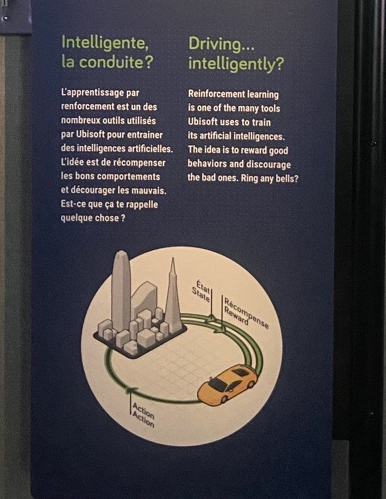 Intelligente,
la conduite?
L'apprentissage par
renforcement est un des
nombreux outils utilisés
par Ubisoft pour entrainer
des intelligences artificielles.
L'idée est de récompenser
les bons comportements
et décourager les mauvais.
Est-ce que ça te rappelle
quelque chose ?
Driving...
intelligently?
Reinforcement learning
is one of the many tools
Ubisoft uses to train
its artificial intelligences.
The idea is to reward good
behaviors and discourage
the bad ones. Ring any bells?
État
State
Récompense
Reward
Action
Action